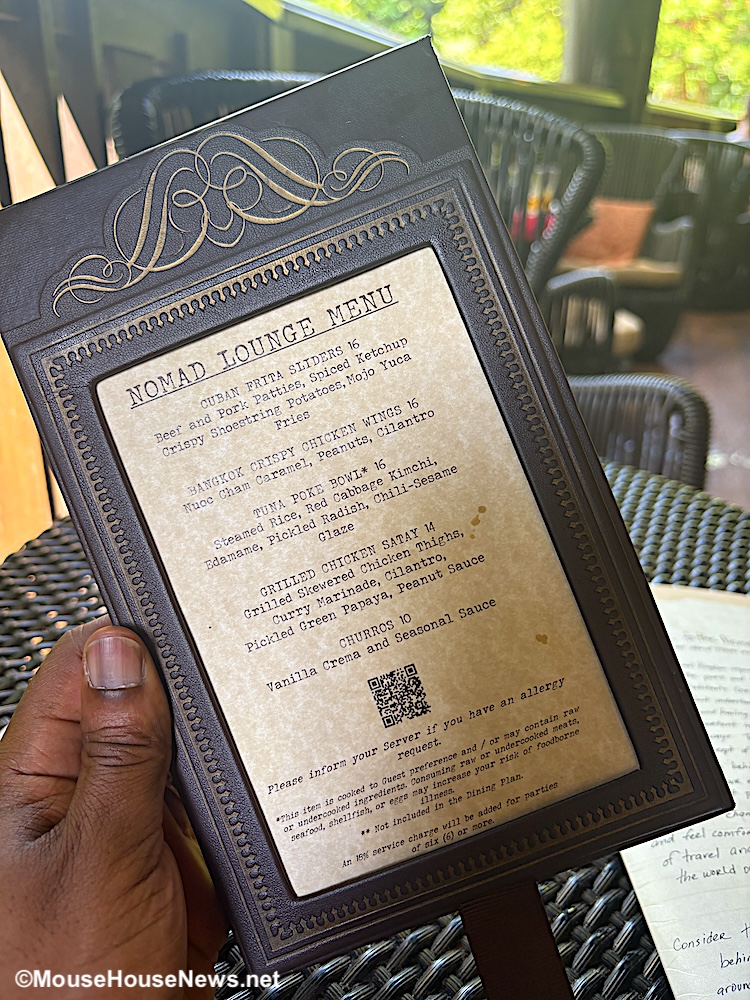 NOMAD LOUNGE MENU
CUBAN FRITA SLIDERS 16
Beef and Pork Patties, Spiced Ketchup
Crispy Shoestring Potatoes, Mojo Yuca
Fries
BANGKOK CRISPY CHICKEN WINGS 16
Nuoc Cham Caramel, Peanuts, Cilantro
TUNA POKE BOWL* 16
Steamed Rice, Red Cabbage Kimchi,
Edamame, Pickled Radish, Chili-Sesame
Glaze
GRILLED CHICKEN SATAY 14
Grilled Skewered Chicken Thighs,
Curry Marinade, Cilantro,
Pickled Green Papaya, Peanut Sauce
CHURROS 10
Vanilla Crema and Seasonal Sauce
Please inform your Server if you have an allergy
request.
*This item is cooked to Guest preference and / or may contain raw
or undercooked ingredients. Consuming raw or undercooked meats,
seafood, shellfish, or eggs may increase your risk of foodborne
illness.
** Not included in the Dining Plan.
An 18% service charge will be added for parties
of six (6) or more.
and feel
of travel and
the world
Consider
behin
aroun
©MouseHouseNews.net